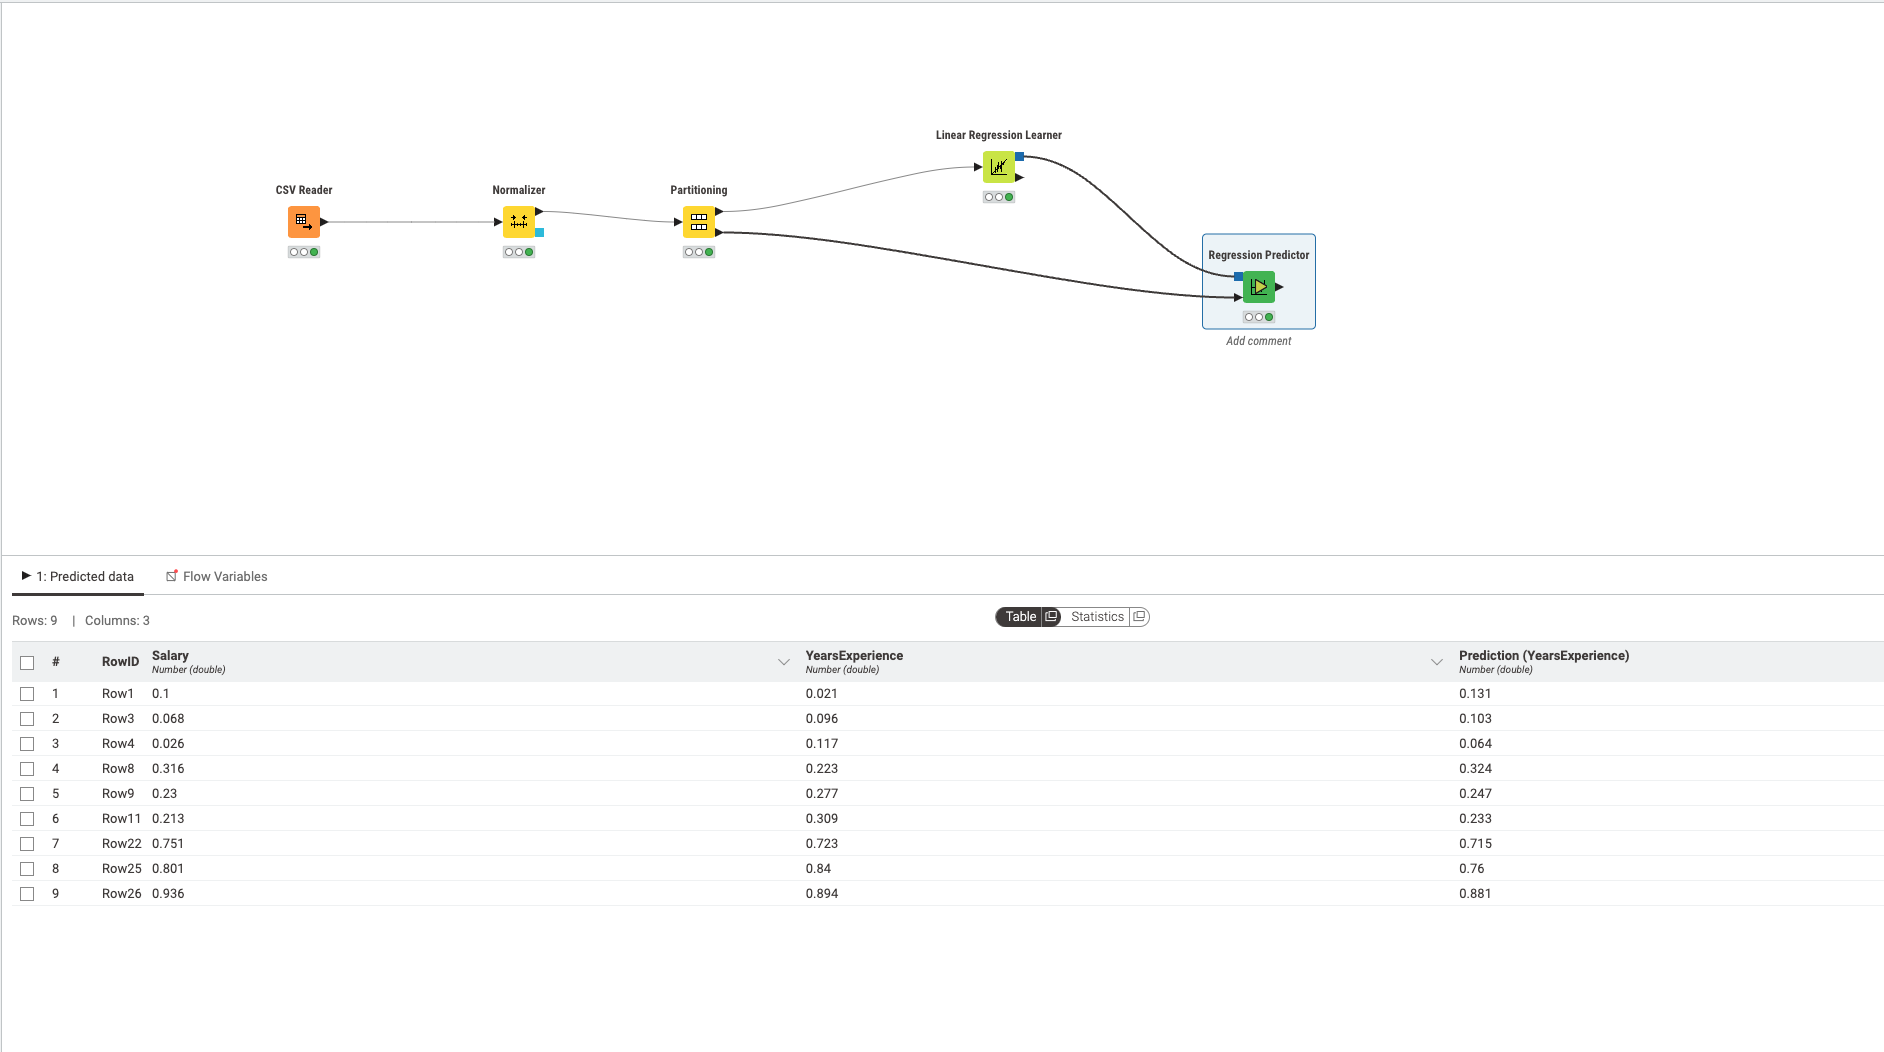 Linear Regression Learner
CSV Reader
Normalizer
Partitioning
Regression Predictor
Add comment
1: Predicted data
Flow Variables
Rows: 9 | Columns: 3
Table
Statistics
# RowID Salary YearsExperience Prediction (YearsExperience)
Number (double) Number (double) Number (double)
1 Row1 0.1 0.021 0.131
2 Row3 0.068 0.096 0.103
3 Row4 0.026 0.117 0.064
4 Row8 0.316 0.223 0.324
5 Row9 0.23 0.277 0.247
6 Row11 0.213 0.309 0.233
7 Row22 0.751 0.723 0.715
8 Row25 0.801 0.84 0.76
9 Row26 0.936 0.894 0.881